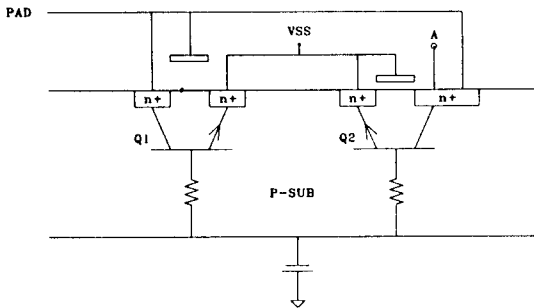 PAD
VSS
A
n+ n+ n+ n+
Q1 Q2
P-SUB